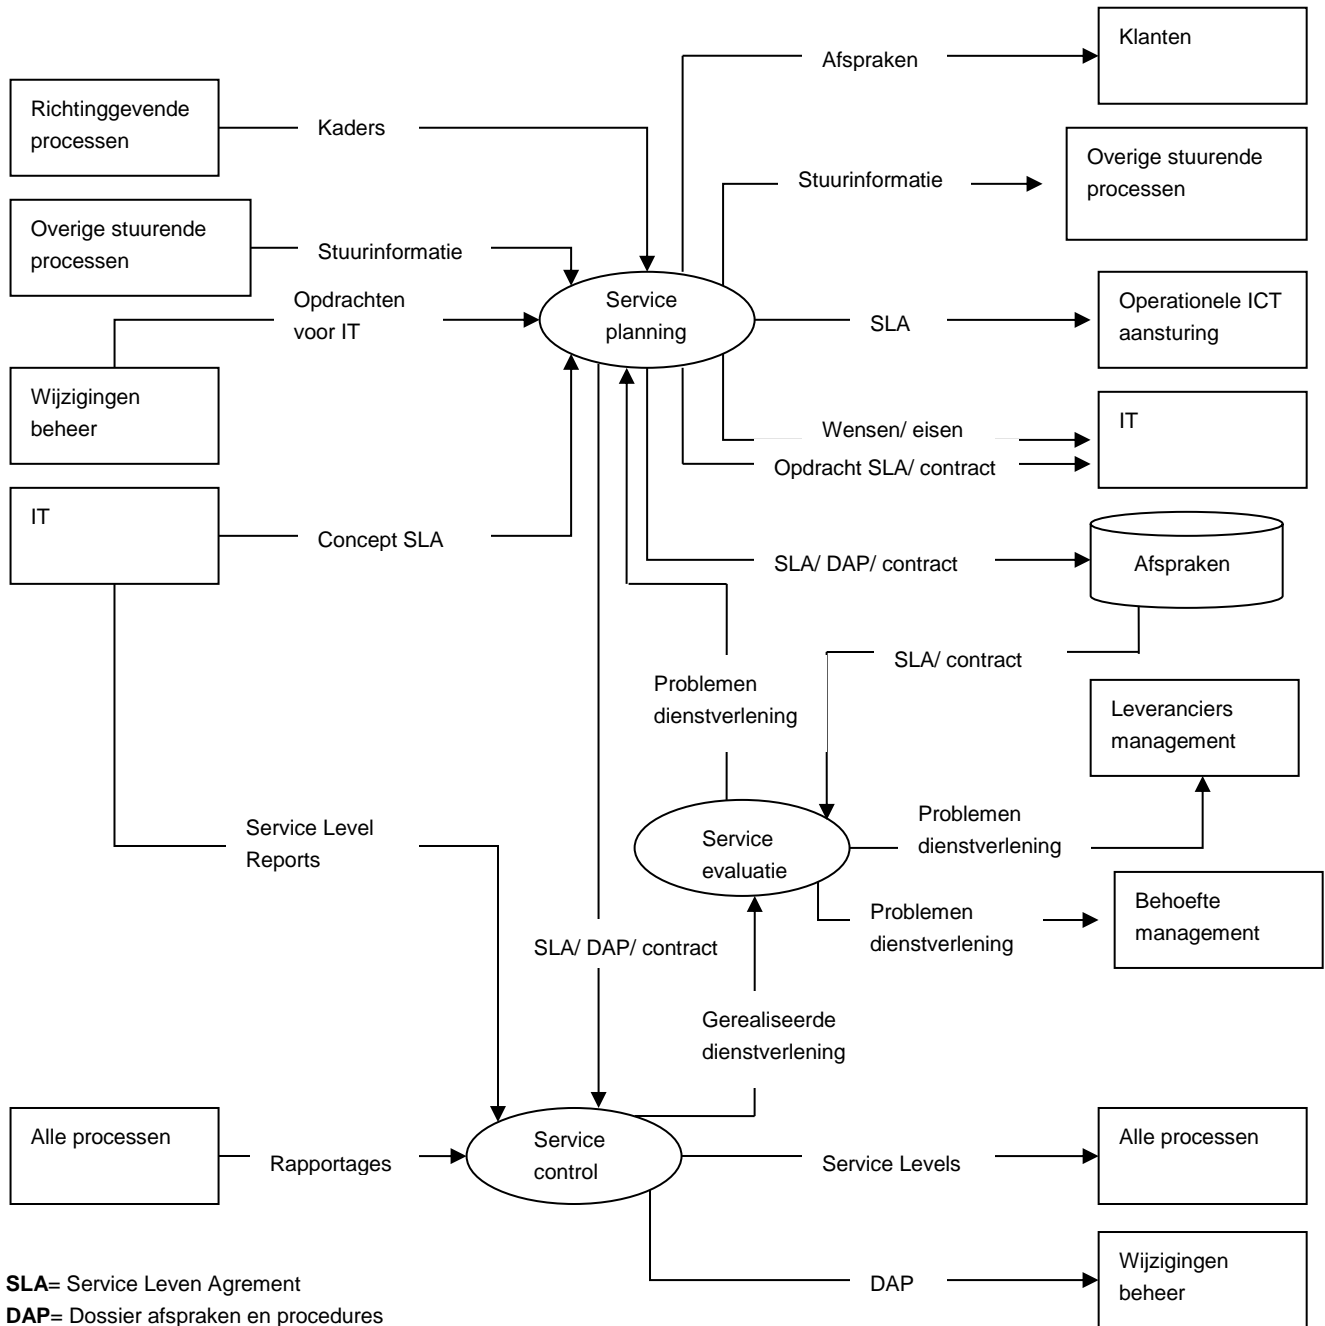 Klanten
Afspraken
Richtinggevende
processen
Kaders
Overige stuurende
processen
Stuurinformatie
Overige stuurende
processen
Stuurinformatie
Opdrachten
voor IT
Service
planning
SLA
Operationele ICT
aansturing
Wijzigingen
beheer
Wensen/ eisen
Opdracht SLA/ contract
IT
IT
Concept SLA
SLA/ DAP/ contract
Afspraken
SLA/ contract
Problemen
dienstverlening
Leveranciers
management
Service Level
Reports
Service
evaluatie
Problemen
dienstverlening
Problemen
dienstverlening
Behoefte
management
SLA/ DAP/ contract
Gerealiseerde
dienstverlening
Alle processen
Rapportages
Service
control
Service Levels
Alle processen
DAP
Wijzigingen
beheer
SLA= Service Leven Agrement
DAP= Dossier afspraken en procedures